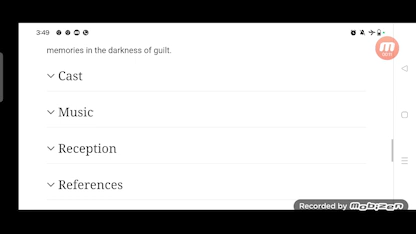 3:49
memories in the darkness of guilt.
Cast
Music
Reception
References
Recorded by MOBIZEN